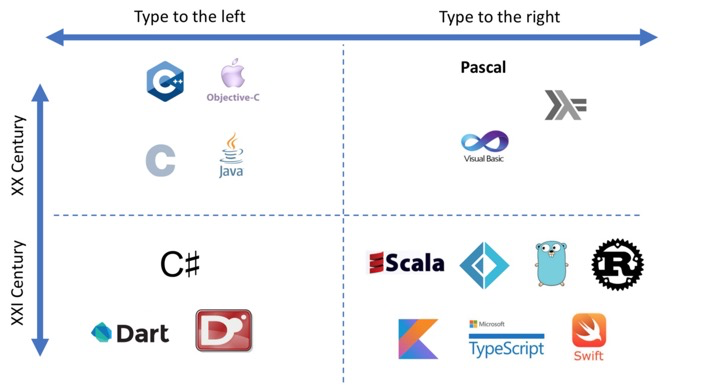 Type to the left
Type to the right
XX Century
C++
Objective-C
Pascal
C
Java
Visual Basic
XXI Century
C#
Scala
R
Dart
D
Microsoft
TypeScript
Swift